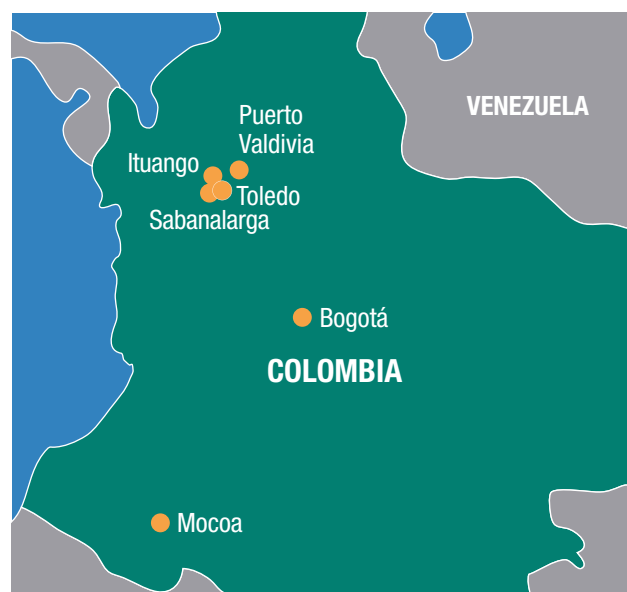 VENEZUELA
Puerto
Valdivia
Ituango
Toledo
Sabanalarga
Bogotá
COLOMBIA
Mocoa